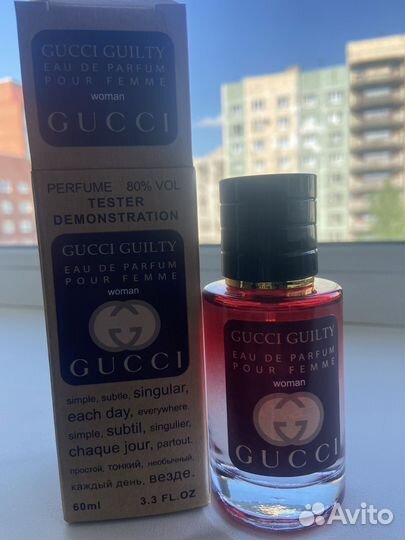 GUCCI GUILTY
EAU DE PARFUM
POUR FEMME
woman
GUCCI
PERFUME 80% VOL
TESTER
DEMONSTRATION
GUCCI GUILTY
EAU DE PARFUM
POUR FEMME
woman
GUCCI
simple, subtle, singular,
each day, everywhere.
simple, subtil, singulier,
chaque jour, partout.
простой, тонкий, необычный,
каждый день, везде.
60ml 3.3 FL.OZ
GUCCI GUILTY
EAU DE PARFUM
POUR FEMME
woman
GUCCI
Avito